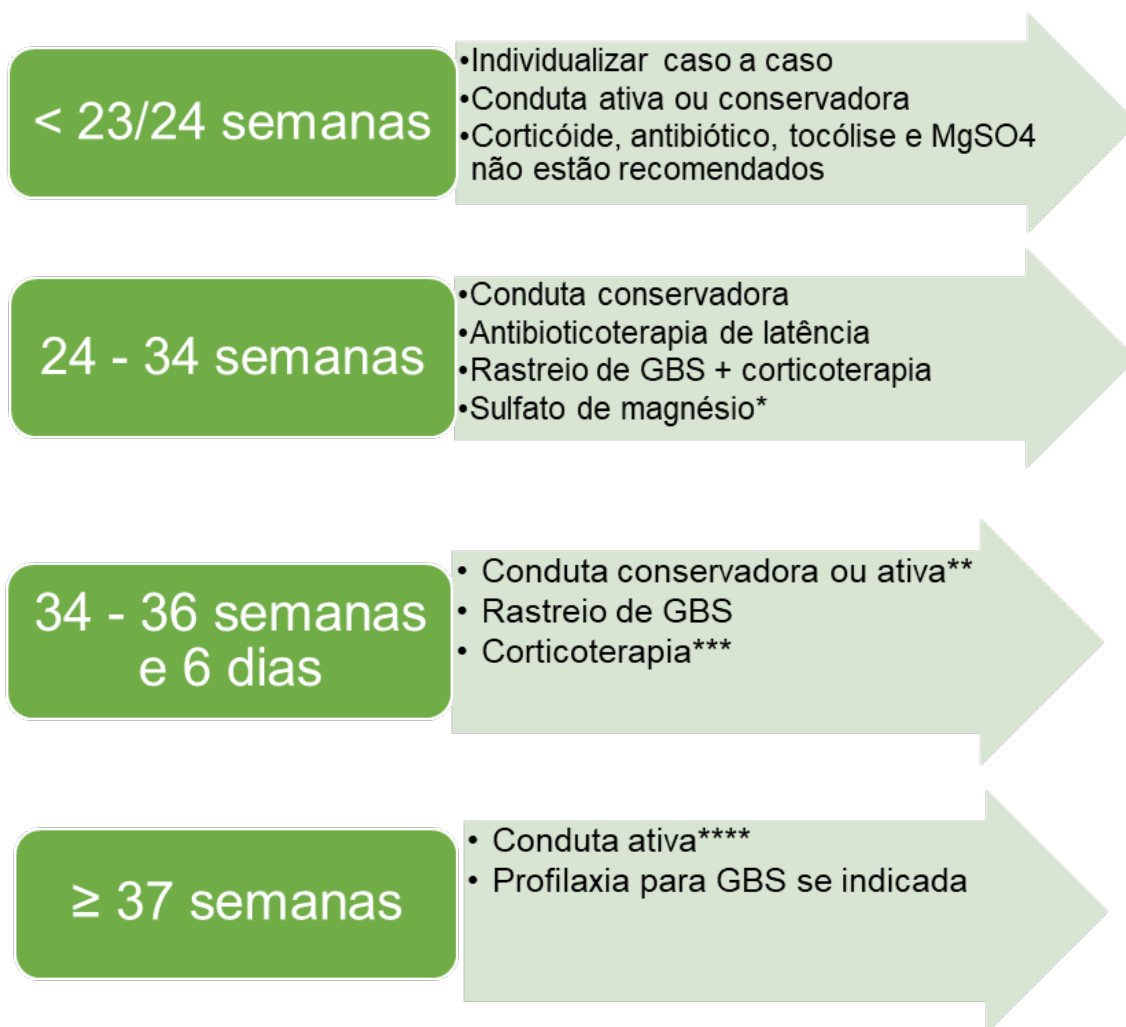 < 23/24 semanas
•Individualizar caso a caso
•Conduta ativa ou conservadora
•Corticóide, antibiótico, tocólise e MgSO4
não estão recomendados
24 - 34 semanas
•Conduta conservadora
•Antibioticoterapia de latência
•Rastreio de GBS + corticoterapia
•Sulfato de magnésio*
34 - 36 semanas
e 6 dias
• Conduta conservadora ou ativa**
• Rastreio de GBS
• Corticoterapia***
≥ 37 semanas
• Conduta ativa****
• Profilaxia para GBS se indicada